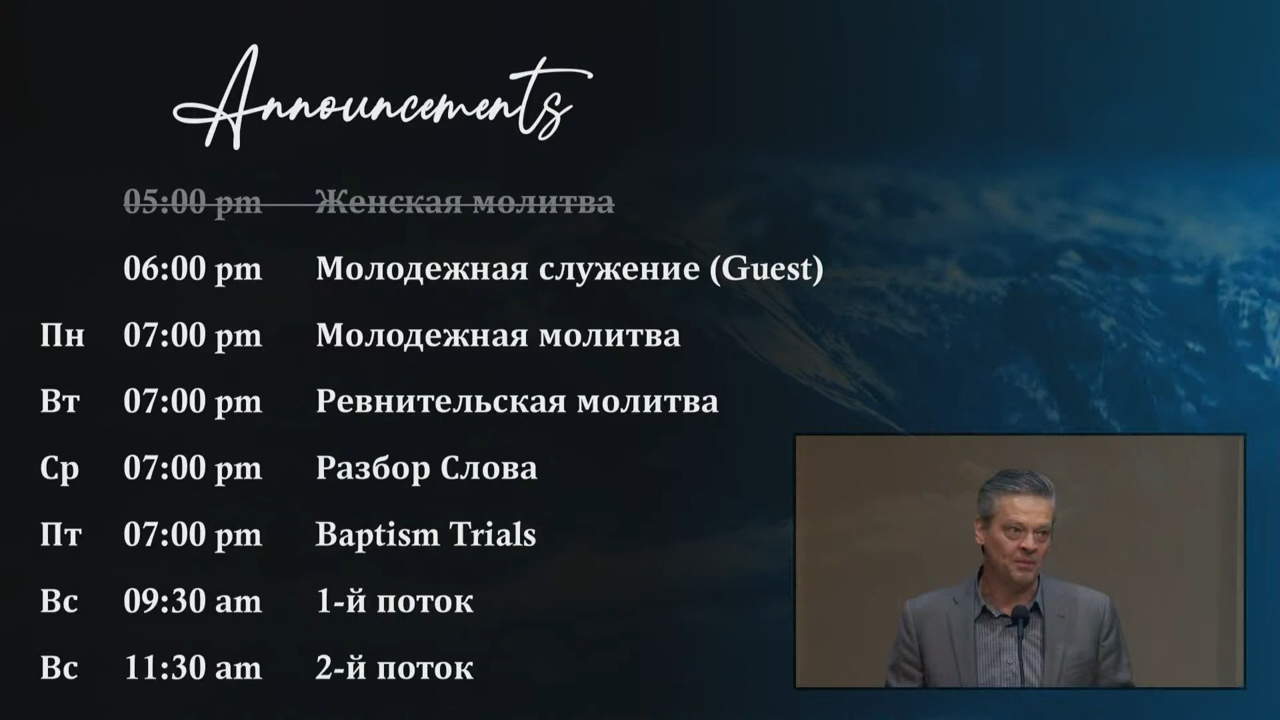 Announcements
05:00 pm Женская молитва
06:00 pm Молодежная служение (Guest)
Пн 07:00 pm Молодежная молитва
Вт 07:00 pm Ревнительская молитва
Ср 07:00 pm Разбор Слова
Пт 07:00 pm Baptism Trials
Вс 09:30 am 1-й поток
Вс 11:30 am 2-й поток